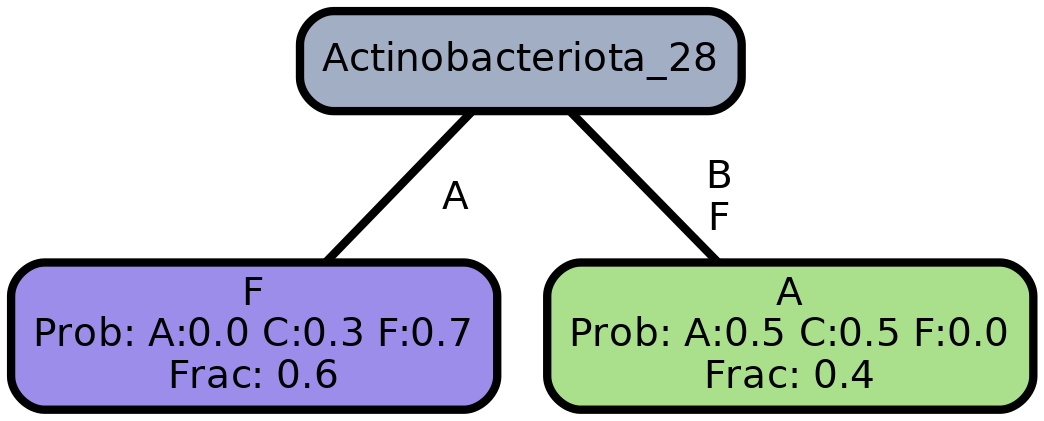 Actinobacteriota_28
A
B
F
F
Prob: A:0.0 C:0.3 F:0.7
Frac: 0.6
A
Prob: A:0.5 C:0.5 F:0.0
Frac: 0.4